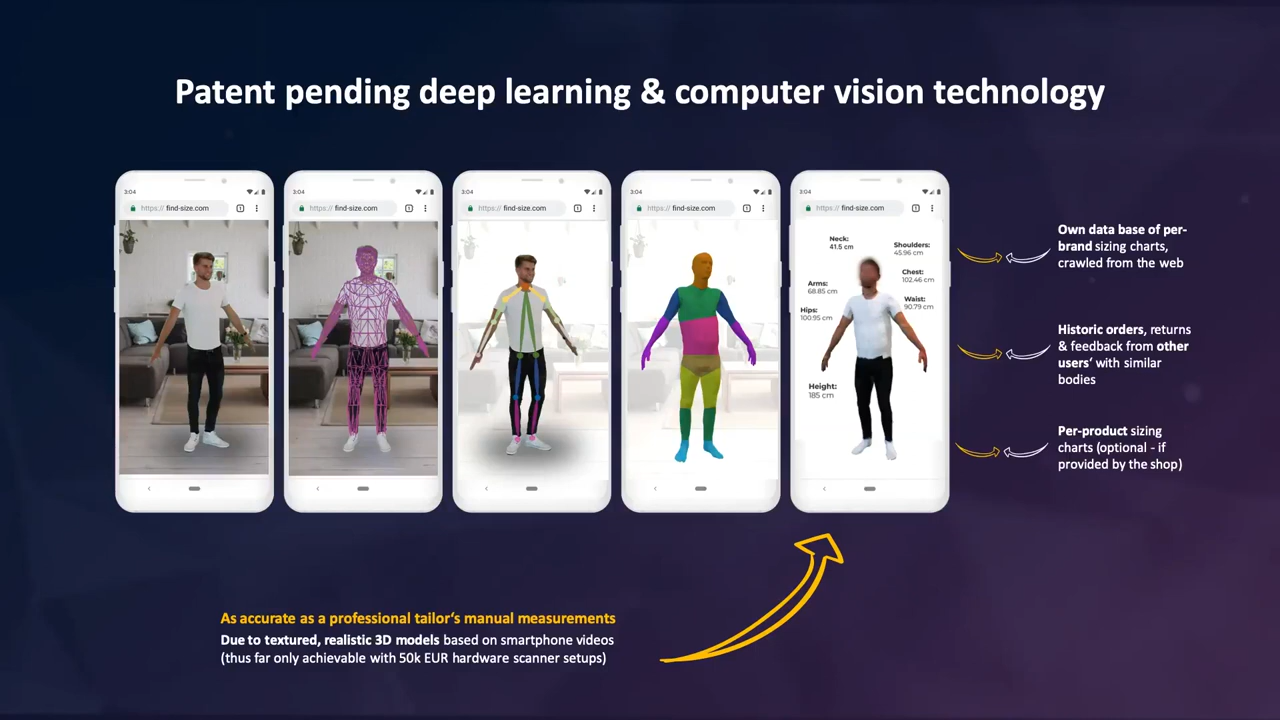 Patent pending deep learning & computer vision technology
3:04
https:// find-size.com
1
3:04
https:// find-size.com
1
3:04
https:// find-size.com
1
3:04
https:// find-size.com
1
3:04
https:// find-size.com
1
Neck:
41.5 cm
Shoulders:
45.96 cm
Chest:
102.46 cm
Arms:
68.85 cm
Waist:
90.79 cm
Hips:
100.95 cm
Height:
185 cm
Own data base of per-
brand sizing charts,
crawled from the web
Historic orders, returns
& feedback from other
users‘ with similar
bodies
Per-product sizing
charts (optional - if
provided by the shop)
As accurate as a professional tailor‘s manual measurements
Due to textured, realistic 3D models based on smartphone videos
(thus far only achievable with 50k EUR hardware scanner setups)